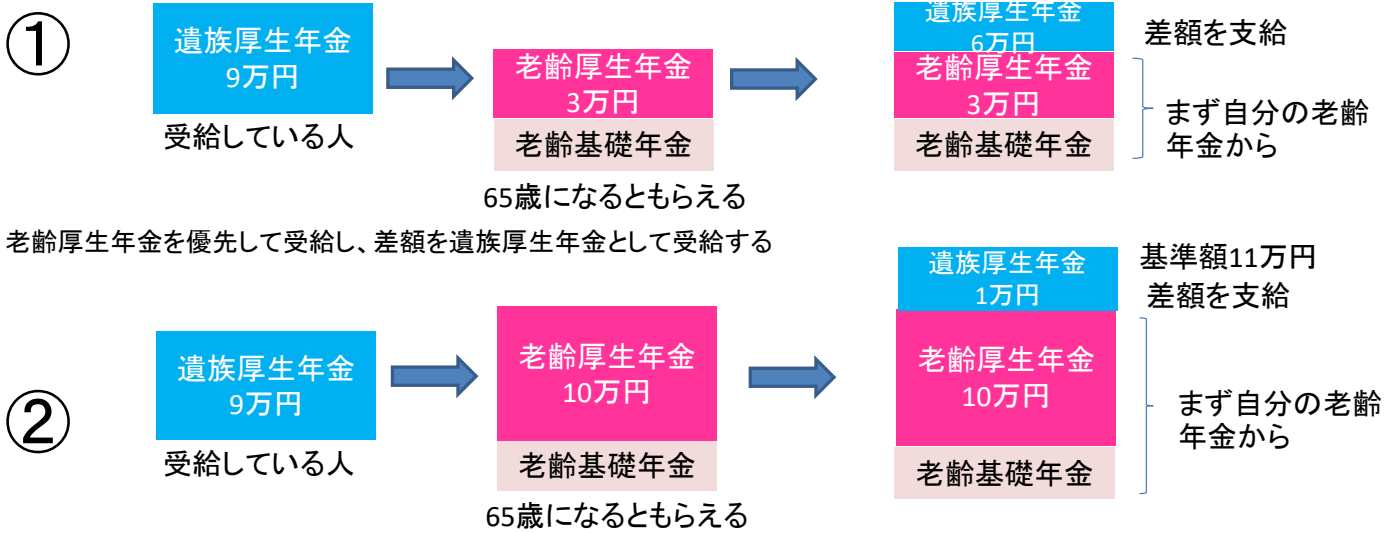 ①
遺族厚生年金
9万円
受給している人
老齢厚生年金
3万円
老齢基礎年金
65歳になるともらえる
遺族厚生年金
6万円
老齢厚生年金
3万円
老齢基礎年金
差額を支給
まず自分の老齢
年金から
老齢厚生年金を優先して受給し、差額を遺族厚生年金として受給する
②
遺族厚生年金
9万円
受給している人
老齢厚生年金
10万円
老齢基礎年金
65歳になるともらえる
遺族厚生年金
1万円
老齢厚生年金
10万円
老齢基礎年金
基準額11万円
差額を支給
まず自分の老齢
年金から